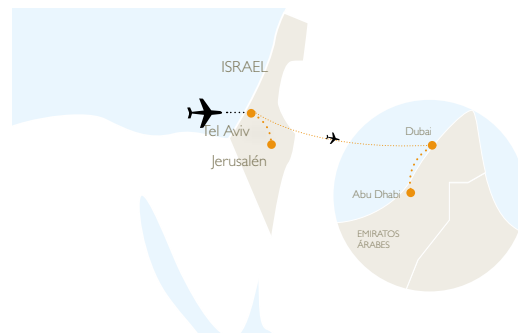 ISRAEL
Tel Aviv
Jerusalén
Dubai
Abu Dhabi
EMIRATOS
ÁRABES